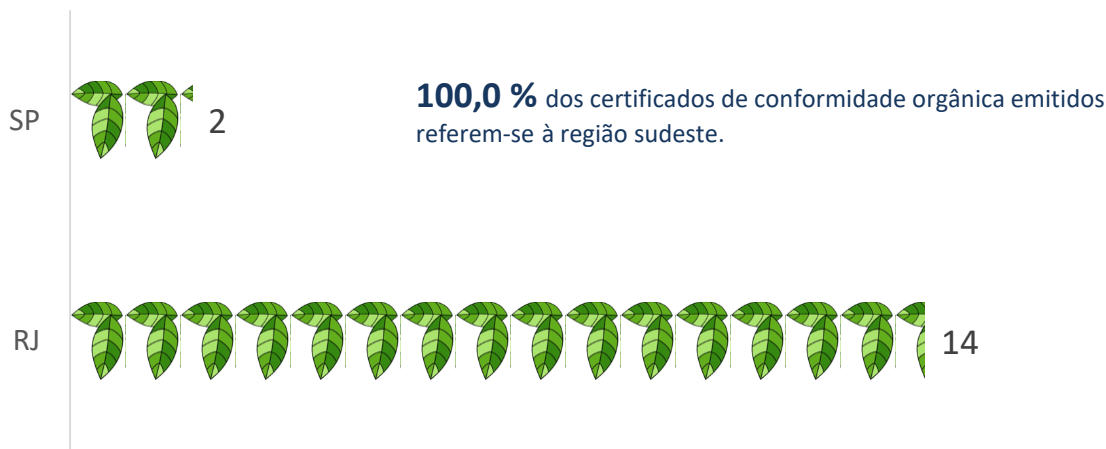 SP
2
100,0 % dos certificados de conformidade orgânica emitidos
referem-se à região sudeste.
RJ
14